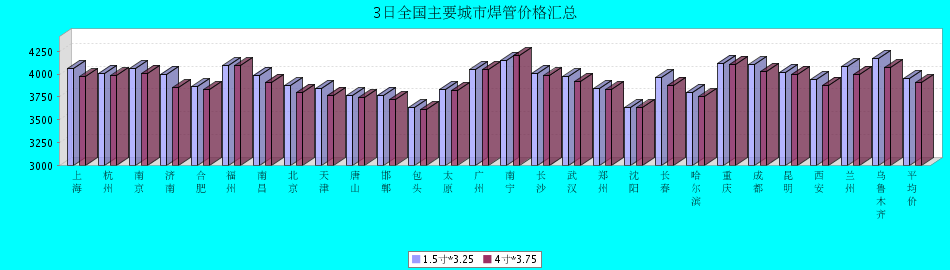 3日全国主要城市焊管价格汇总
4250
4000
3750
3500
3250
3000
上海 杭州 南京 济南 合肥 福州 南昌 北京 天津 唐山 邯郸 包头 太原 广州 南宁 长沙 武汉 郑州 沈阳 长春 哈尔滨 重庆 成都 昆明 西安 兰州 乌鲁木齐 平均价
1.5寸*3.25 4寸*3.75